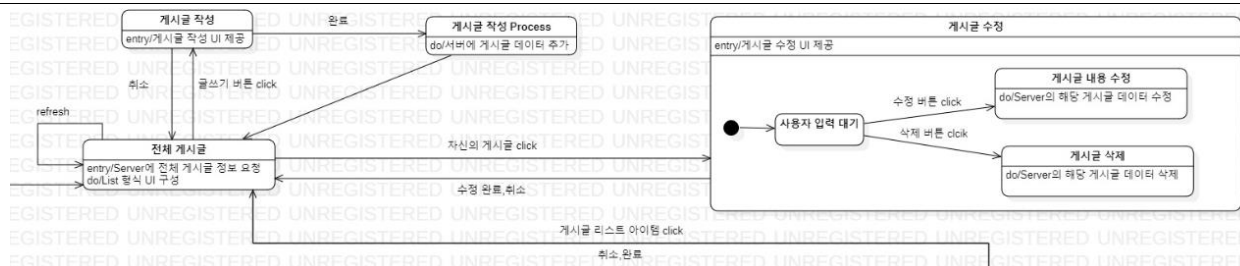 게시글 작성
entry/게시글 작성 UI 제공
완료
게시글 작성 Process
do/서버에 게시글 데이터 추가
게시글 수정
entry/게시글 수정 UI 제공
취소
글쓰기 버튼 click
게시글 내용 수정
do/Server의 해당 게시글 데이터 수정
수정 버튼 click
사용자 입력 대기
삭제 버튼 clcik
게시글 삭제
do/Server의 해당 게시글 데이터 삭제
refresh
전체 게시글
entry/Server에 전체 게시글 정보 요청
do/List 형식 UI 구성
자신의 게시글 click
수정 완료,취소
게시글 리스트 아이템 click
취소,완료